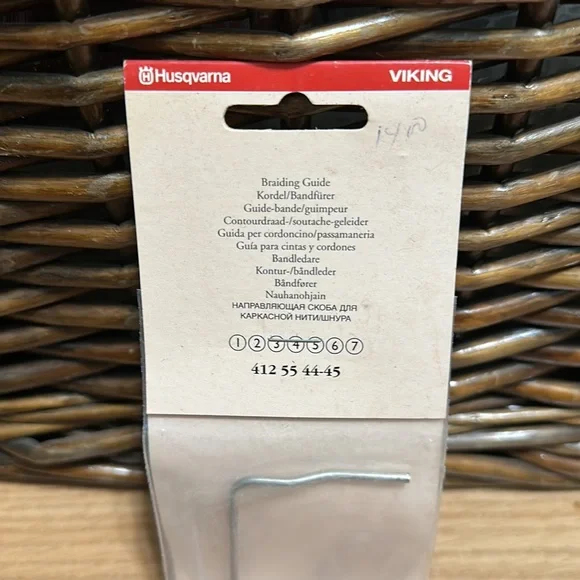 Husqvarna VIKING
14.00
Braiding Guide
Kordel/Bandfürer
Guide-bande/guimpeur
Contourdraad-/soutache-geleider
Guida per cordoncino/passamaneria
Guía para cintas y cordones
Bandledare
Kontur-/båndleder
Båndfører
Nauhanohjain
НАПРАВЛЯЮЩАЯ СКОБА ДЛЯ
КАРКАСНОЙ НИТИ/ШНУРА
1 2 3 4 5 6 7
412 55 44-45